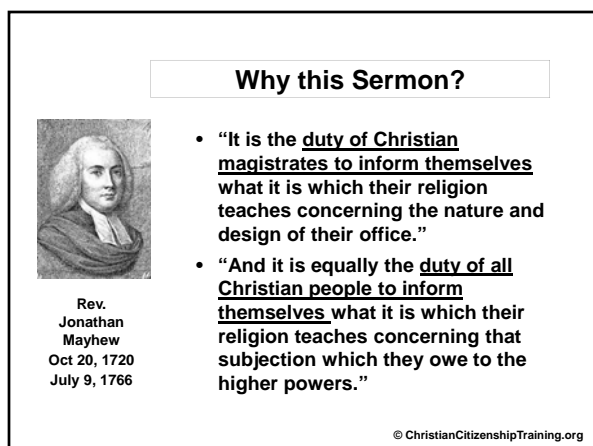 Why this Sermon?
• “It is the duty of Christian
magistrates to inform themselves
what it is which their religion
teaches concerning the nature and
design of their office.”
• “And it is equally the duty of all
Christian people to inform
themselves what it is which their
religion teaches concerning that
subjection which they owe to the
higher powers.”
Rev.
Jonathan
Mayhew
Oct 20, 1720
July 9, 1766
© ChristianCitizenshipTraining.org